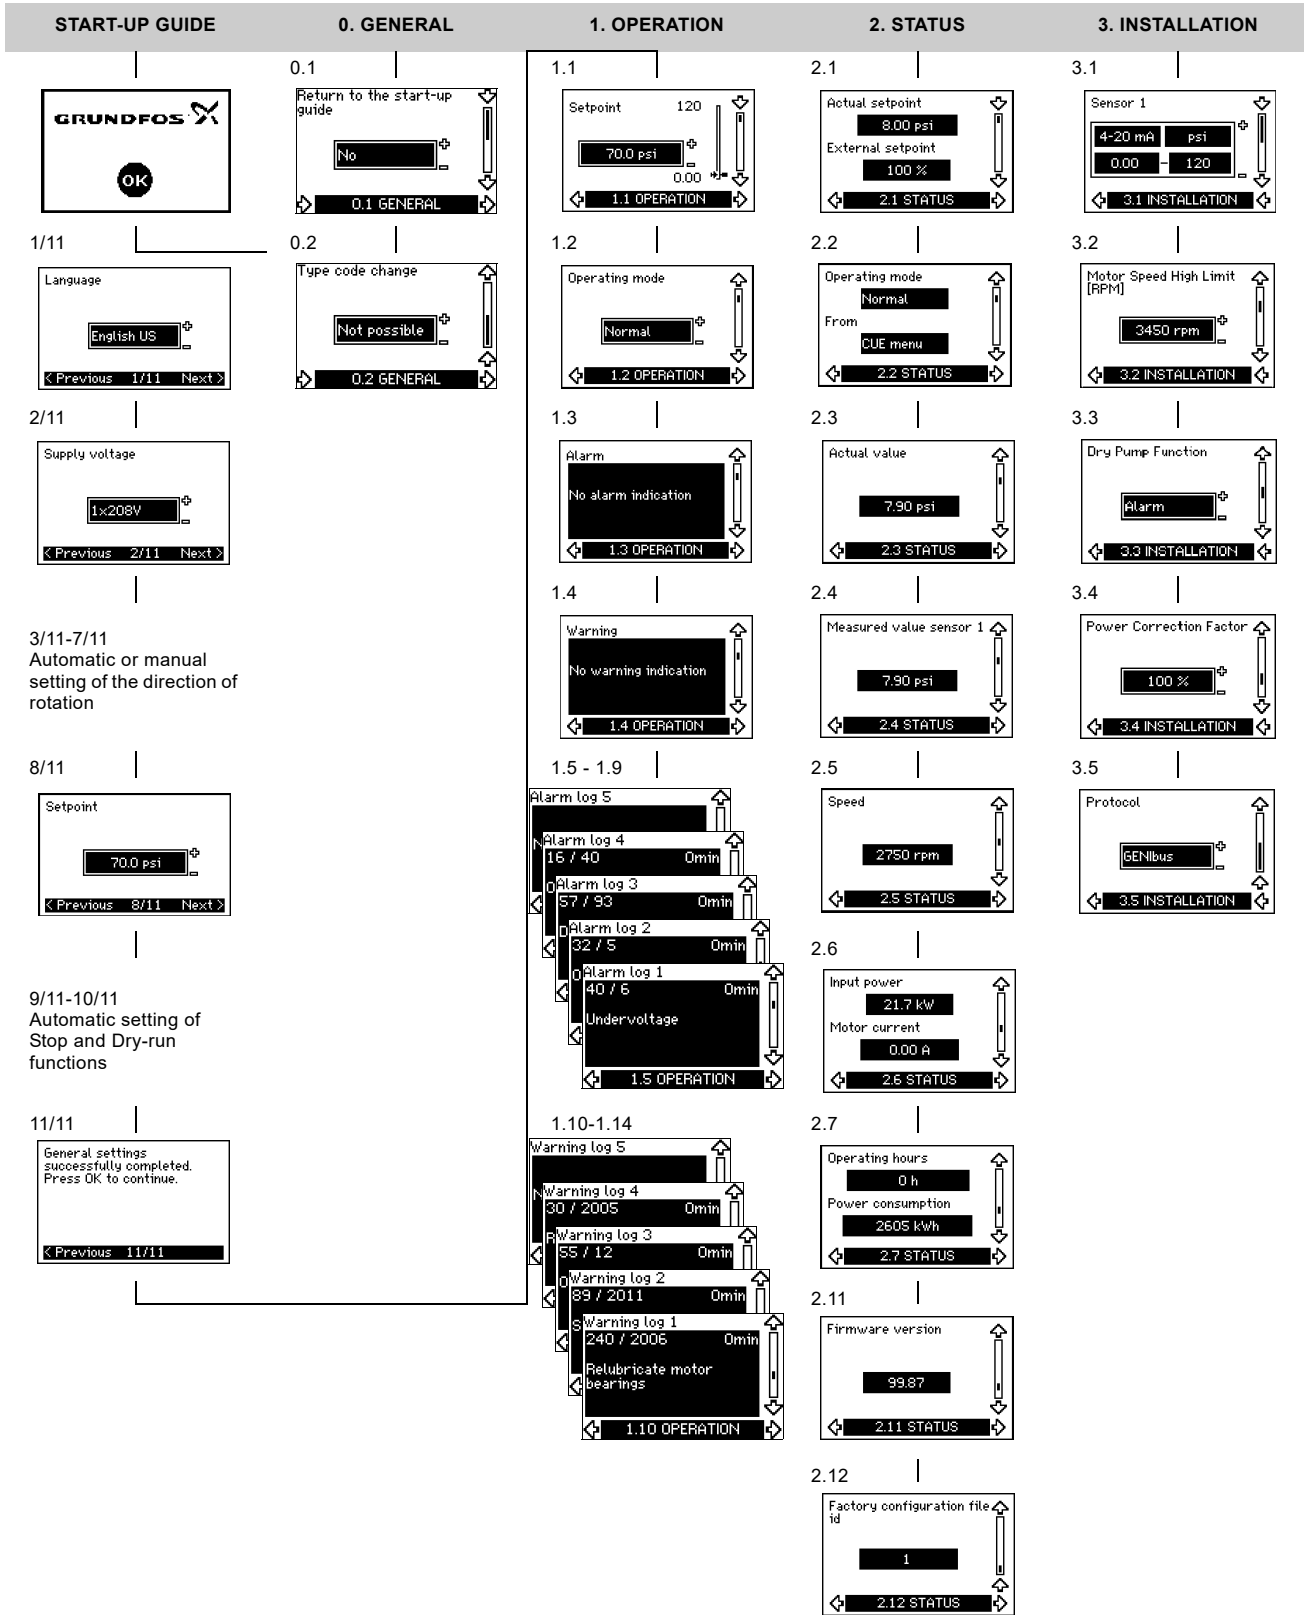 START-UP GUIDE
GRUNDFOS
OK
1/11
Language
English US
< Previous 1/11 Next >
2/11
Supply voltage
1x208V
< Previous 2/11 Next >
3/11-7/11
Automatic or manual
setting of the direction of
rotation
8/11
Setpoint
70.0 psi
< Previous 8/11 Next >
9/11-10/11
Automatic setting of
Stop and Dry-run
functions
11/11
General settings
successfully completed.
Press OK to continue.
< Previous 11/11
0. GENERAL
0.1
Return to the start-up
guide
No
0.1 GENERAL
0.2
Type code change
Not possible
0.2 GENERAL
1. OPERATION
1.1
Setpoint 120
70.0 psi
0.00
1.1 OPERATION
1.2
Operating mode
Normal
1.2 OPERATION
1.3
Alarm
No alarm indication
1.3 OPERATION
1.4
Warning
No warning indication
1.4 OPERATION
1.5 - 1.9
Alarm log 5
Alarm log 4
16 / 40 0min
Alarm log 3
57 / 93 0min
Alarm log 2
32 / 5 0min
Alarm log 1
40 / 6 0min
Undervoltage
1.5 OPERATION
1.10-1.14
Warning log 5
Warning log 4
30 / 2005 0min
Warning log 3
55 / 12 0min
Warning log 2
89 / 2011 0min
Warning log 1
240 / 2006 0min
Relubricate motor
bearings
1.10 OPERATION
2. STATUS
2.1
Actual setpoint
8.00 psi
External setpoint
100 %
2.1 STATUS
2.2
Operating mode
Normal
From
CUE menu
2.2 STATUS
2.3
Actual value
7.90 psi
2.3 STATUS
2.4
Measured value sensor 1
7.90 psi
2.4 STATUS
2.5
Speed
2750 rpm
2.5 STATUS
2.6
Input power
21.7 kW
Motor current
0.00 A
2.6 STATUS
2.7
Operating hours
0 h
Power consumption
2605 kWh
2.7 STATUS
2.11
Firmware version
99.87
2.11 STATUS
2.12
Factory configuration file
id
1
2.12 STATUS
3. INSTALLATION
3.1
Sensor 1
4-20 mA psi
0.00 - 120
3.1 INSTALLATION
3.2
Motor Speed High Limit
[RPM]
3450 rpm
3.2 INSTALLATION
3.3
Dry Pump Function
Alarm
3.3 INSTALLATION
3.4
Power Correction Factor
100 %
3.4 INSTALLATION
3.5
Protocol
GENIbus
3.5 INSTALLATION